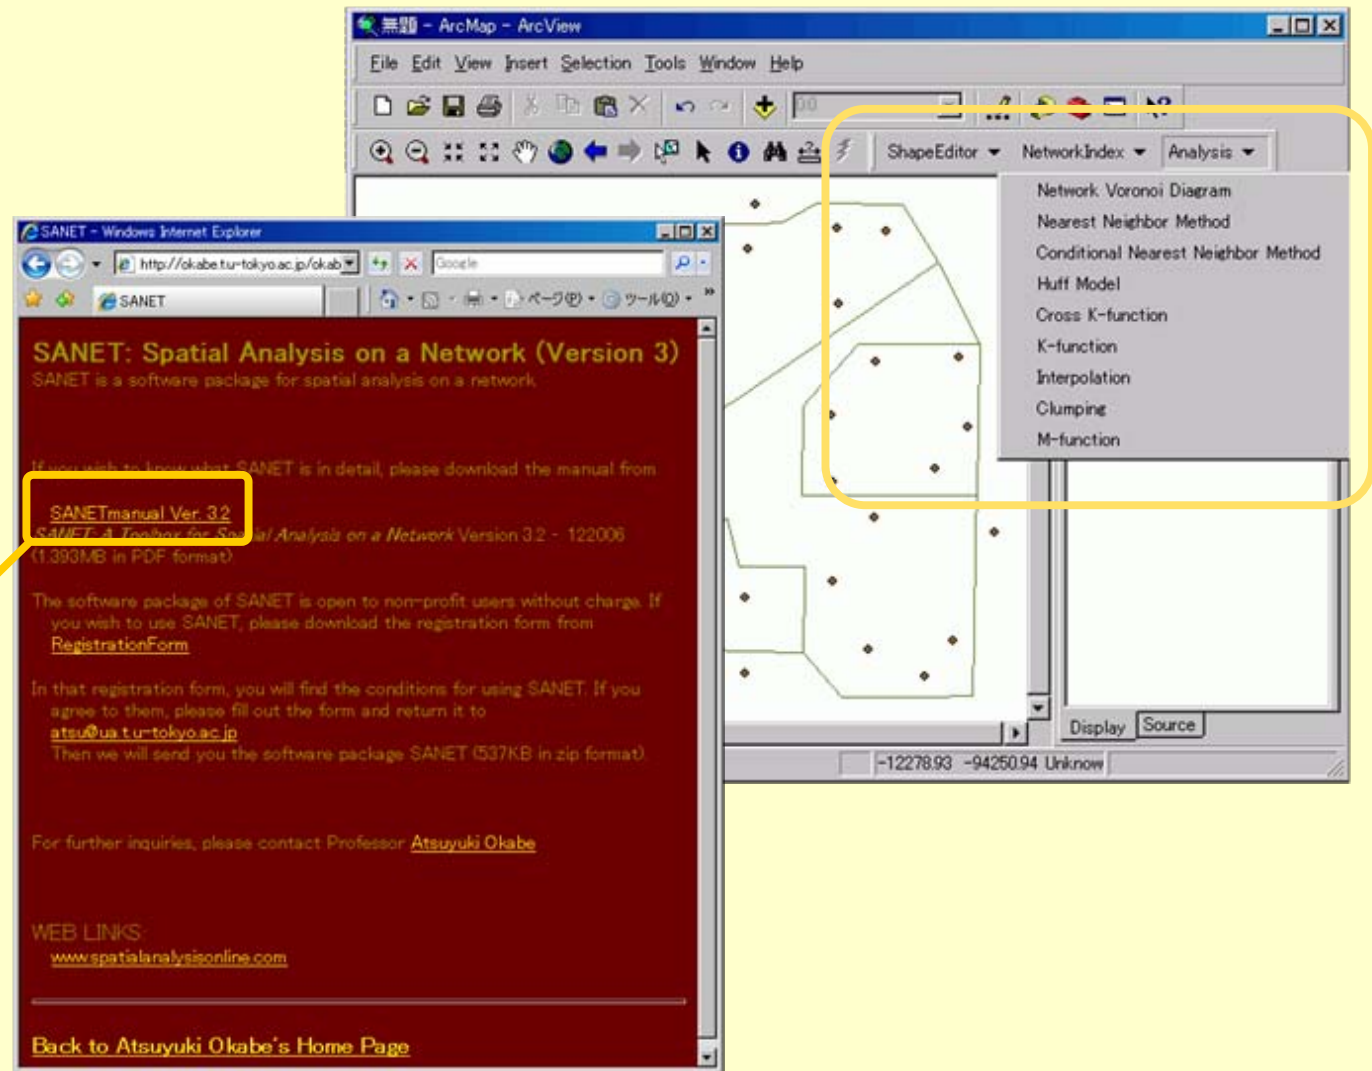 無題 - ArcMap - ArcView
File Edit View Insert Selection Tools Window Help
ShapeEditor NetworkIndex Analysis
Network Voronoi Diagram
Nearest Neighbor Method
Conditional Nearest Neighbor Method
Huff Model
Cross K-function
K-function
Interpolation
Clumping
M-function
Display Source
-12278.93 -94250.94 Unknow
SANET - Windows Internet Explorer
http://okabe.t.u-tokyo.ac.jp/okab
Google
SANET
ページ(P) ツール(O) »
SANET: Spatial Analysis on a Network (Version 3)
SANET is a software package for spatial analysis on a network.
If you wish to know what SANET is in detail, please download the manual from
SANETmanual Ver. 3.2
SANET: A Toolbox for Spatial Analysis on a Network Version 3.2 - 122006
(1.393MB in PDF format)
The software package of SANET is open to non-profit users without charge. If
you wish to use SANET, please download the registration form from
RegistrationForm
In that registration form, you will find the conditions for using SANET. If you
agree to them, please fill out the form and return it to
atsu@ua.t.u-tokyo.ac.jp
Then we will send you the software package SANET (537KB in zip format).
For further inquiries, please contact Professor Atsuyuki Okabe
WEB LINKS:
www.spatialanalysisonline.com
Back to Atsuyuki Okabe's Home Page